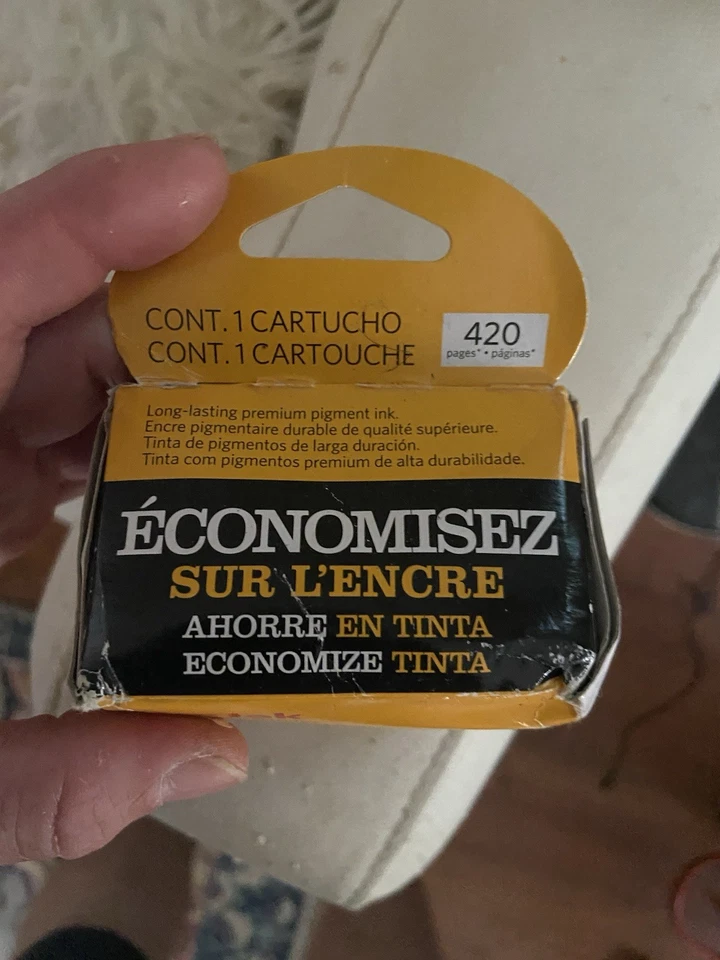 CONT. 1 CARTUCHO
CONT. 1 CARTOUCHE
420
pages* • páginas*
Long-lasting premium pigment ink.
Encre pigmentaire durable de qualité supérieure.
Tinta de pigmentos de larga duración.
Tinta com pigmentos premium de alta durabilidade.
ÉCONOMISEZ
SUR L'ENCRE
AHORRE EN TINTA
ECONOMIZE TINTA